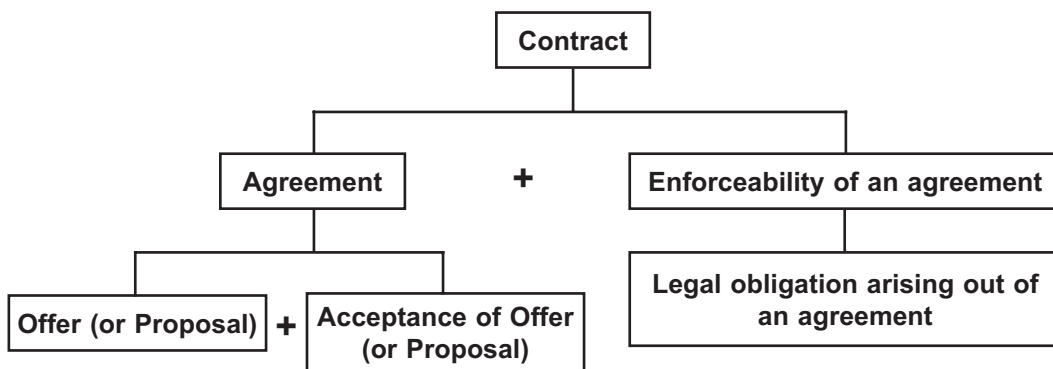 Contract
Agreement
+
Enforceability of an agreement
Offer (or Proposal)
+
Acceptance of Offer
(or Proposal)
Legal obligation arising out of
an agreement